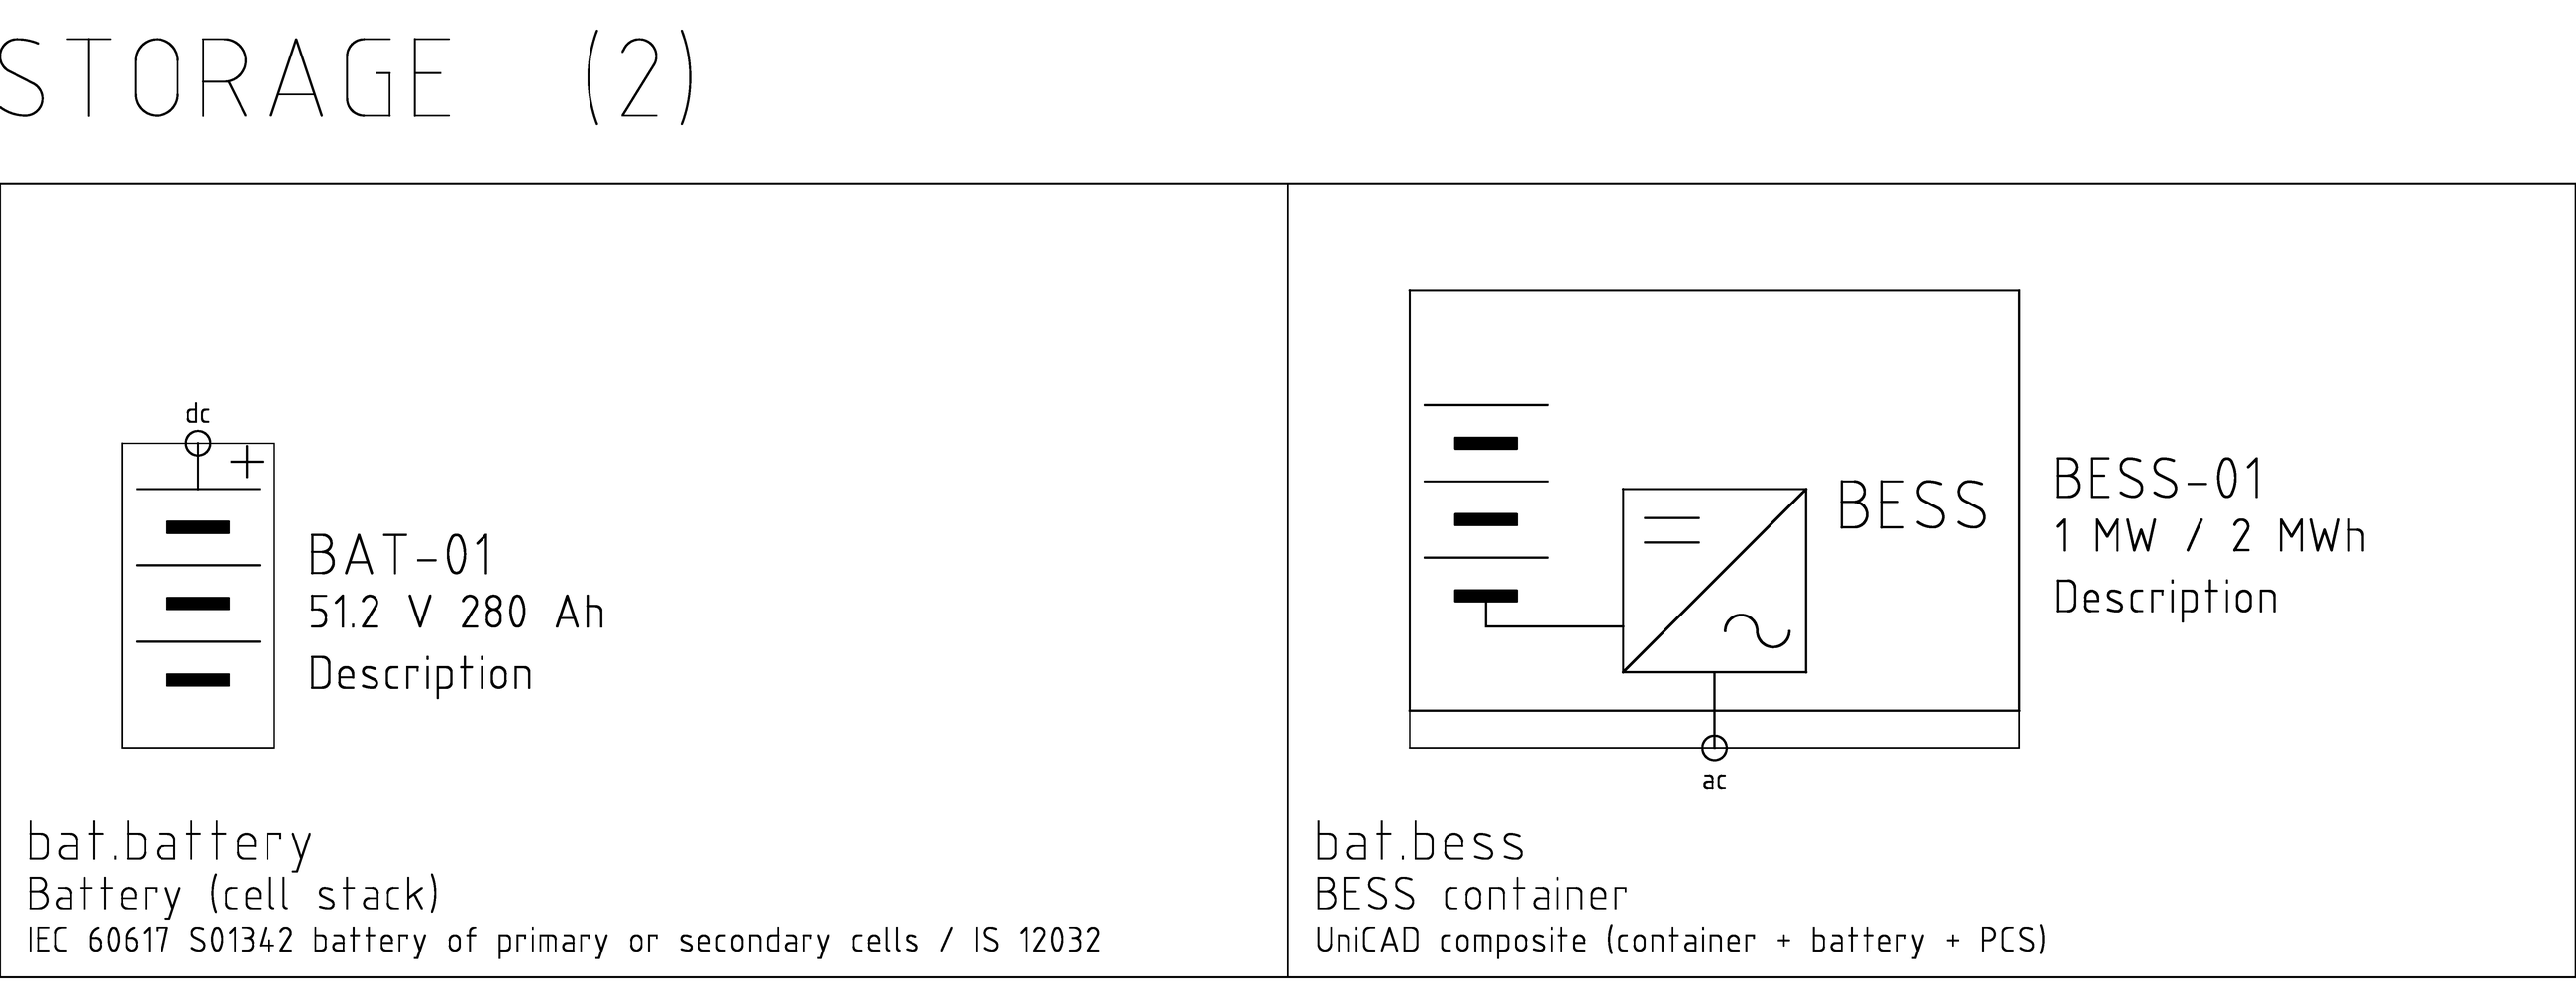 STORAGE (2)
dc
+
BAT-01
51.2 V 280 Ah
Description
bat.battery
Battery (cell stack)
IEC 60617 S01342 battery of primary or secondary cells / IS 12032
BESS
BESS-01
1 MW / 2 MWh
Description
ac
bat.bess
BESS container
UniCAD composite (container + battery + PCS)